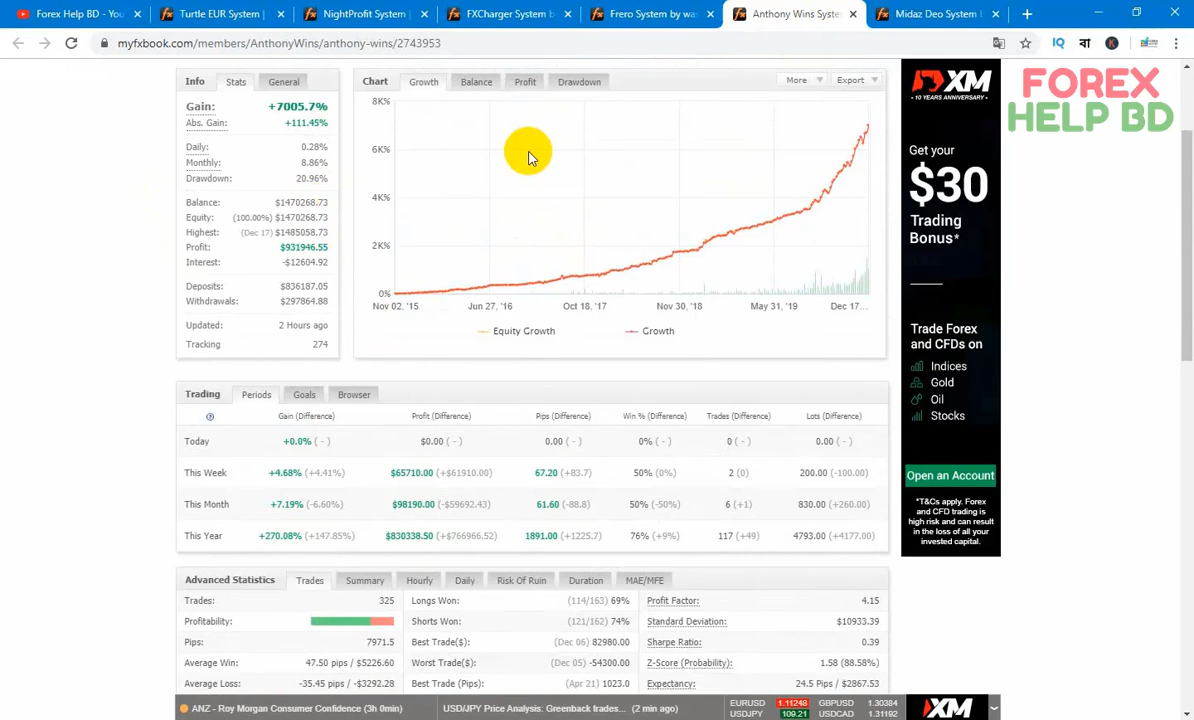 Forex Help BD - You
Turtle EUR System |
NightProfit System |
FXCharger System b
Frero System by wa
Anthony Wins Syste
Midaz Deo System |
myfxbook.com/members/AnthonyWins/anthony-wins/2743953
IQ বা K
FOREX
HELP BD
Info Stats General
Gain: +7005.7%
Abs. Gain: +111.45%
Daily: 0.28%
Monthly: 8.86%
Drawdown: 20.96%
Balance: $1470268.73
Equity: (100.00%) $1470268.73
Highest: (Dec 17) $1485058.73
Profit: $931946.55
Interest: -$12604.92
Deposits: $836187.05
Withdrawals: $297864.88
Updated: 2 Hours ago
Tracking 274
Chart Growth Balance Profit Drawdown More Export
8K%
6K%
4K%
2K%
0%
Nov 02, '15 Jun 27, '16 Oct 18, '17 Nov 30, '18 May 31, '19 Dec 17...
Equity Growth Growth
XM
10 YEARS ANNIVERSARY
Get your
$30
Trading
Bonus*
Trade Forex
and CFDs on
Indices
Gold
Oil
Stocks
Open an Account
*T&Cs apply. Forex
and CFD trading is
high risk and can result
in the loss of all your
invested capital.
Trading Periods Goals Browser
Gain (Difference) Profit (Difference) Pips (Difference) Win % (Difference) Trades (Difference) Lots (Difference)
Today +0.0% ( - ) $0.00 ( - ) 0.00 ( - ) 0% ( - ) 0 ( - ) 0.00 ( - )
This Week +4.68% (+4.41%) $65710.00 (+$61910.00) 67.20 (+83.7) 50% (0%) 2 (0) 200.00 (-100.00)
This Month +7.19% (-6.60%) $98190.00 (-$59692.43) 61.60 (-88.8) 50% (-50%) 6 (+1) 830.00 (+260.00)
This Year +270.08% (+147.85%) $830338.50 (+$766966.52) 1891.00 (+1225.7) 76% (+9%) 117 (+49) 4793.00 (+4177.00)
Advanced Statistics Trades Summary Hourly Daily Risk Of Ruin Duration MAE/MFE
Trades: 325 Longs Won: (114/163) 69% Profit Factor: 4.15
Profitability: Shorts Won: (121/162) 74% Standard Deviation: $10933.39
Pips: 7971.5 Best Trade($): (Dec 06) 82980.00 Sharpe Ratio: 0.39
Average Win: 47.50 pips / $5226.60 Worst Trade($): (Dec 05) -54300.00 Z-Score (Probability): 1.58 (88.58%)
Average Loss: -35.45 pips / -$3292.28 Best Trade (Pips): (Apr 21) 1023.0 Expectancy: 24.5 Pips / $2867.53
ANZ - Roy Morgan Consumer Confidence (3h 0min) USD/JPY Price Analysis: Greenback trades... (2 min ago)
EURUSD 1.11248 GBPUSD 1.30384
USDJPY 109.21 USDCAD 1.31192
XM